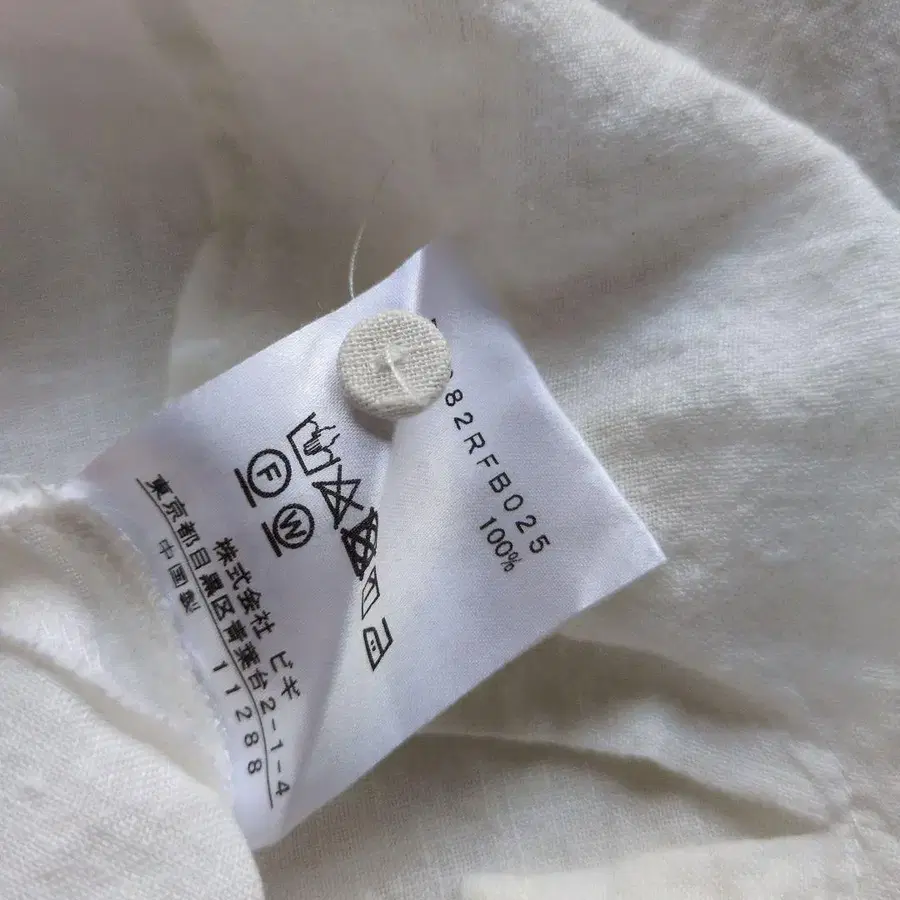 82RFB025
100%
F
W
株式会社 ビギ
東京都目黒区青葉台2-1-4
中国製 11288